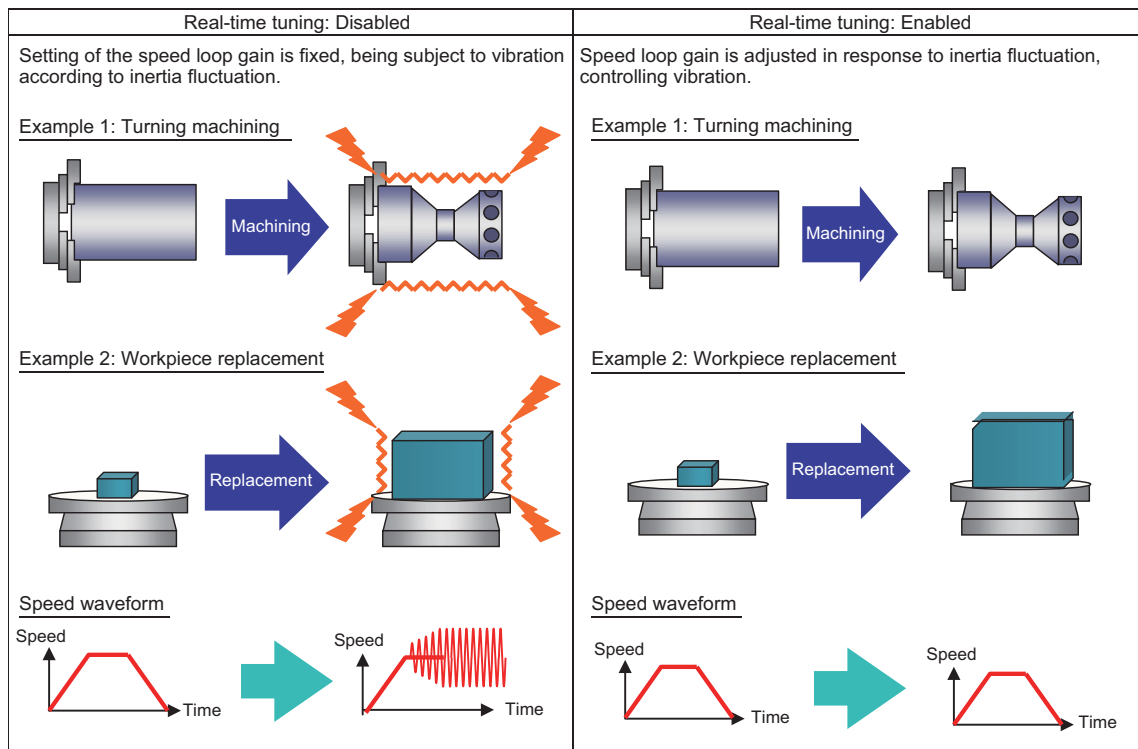 Real-time tuning: Disabled
Setting of the speed loop gain is fixed, being subject to vibration
according to inertia fluctuation.
Example 1: Turning machining
Machining
Example 2: Workpiece replacement
Replacement
Speed waveform
Speed
Time
Speed
Time
Real-time tuning: Enabled
Speed loop gain is adjusted in response to inertia fluctuation,
controlling vibration.
Example 1: Turning machining
Machining
Example 2: Workpiece replacement
Replacement
Speed waveform
Speed
Time
Speed
Time